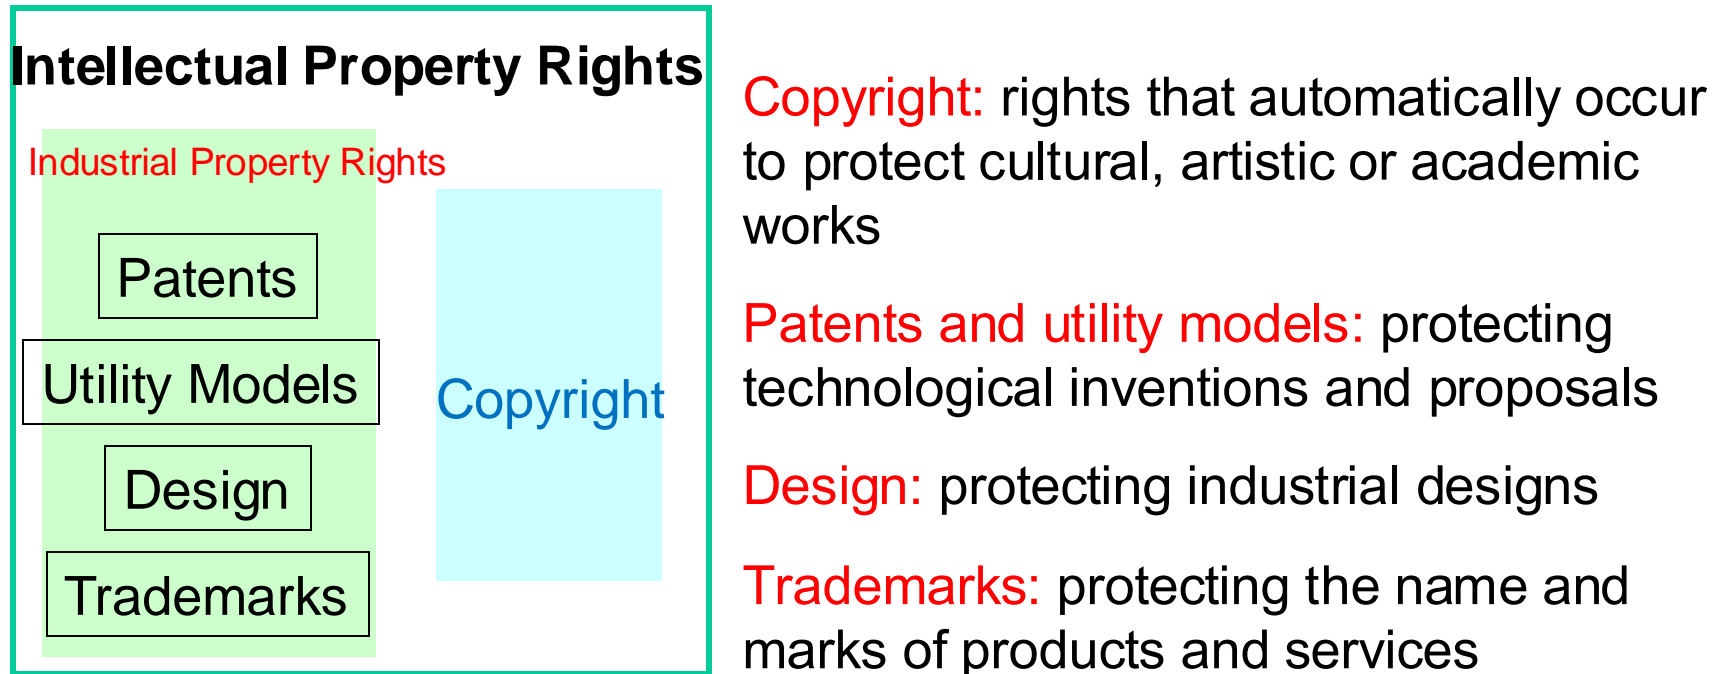 Intellectual Property Rights
Industrial Property Rights
Patents
Utility Models
Design
Trademarks
Copyright
Copyright: rights that automatically occur
to protect cultural, artistic or academic
works
Patents and utility models: protecting
technological inventions and proposals
Design: protecting industrial designs
Trademarks: protecting the name and
marks of products and services